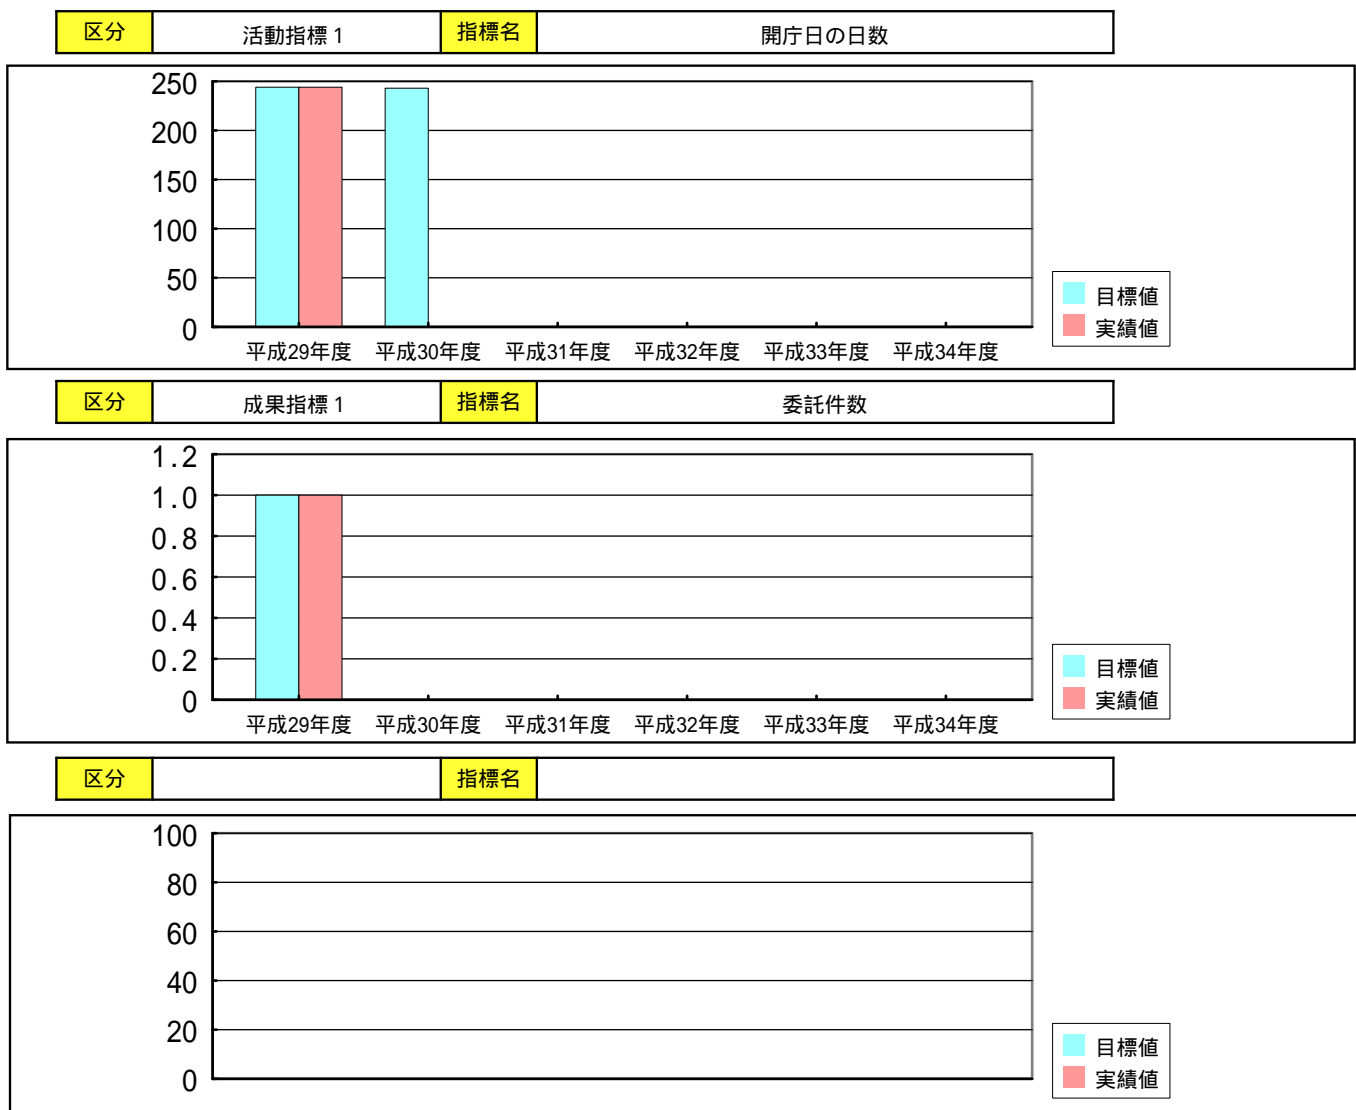 区分 活動指標1 指標名 開庁日の日数
250
200
150
100
50
0
平成29年度 平成30年度 平成31年度 平成32年度 平成33年度 平成34年度
目標値
実績値
区分 成果指標1 指標名 委託件数
1.2
1.0
0.8
0.6
0.4
0.2
0
平成29年度 平成30年度 平成31年度 平成32年度 平成33年度 平成34年度
目標値
実績値
区分 指標名
100
80
60
40
20
0
目標値
実績値